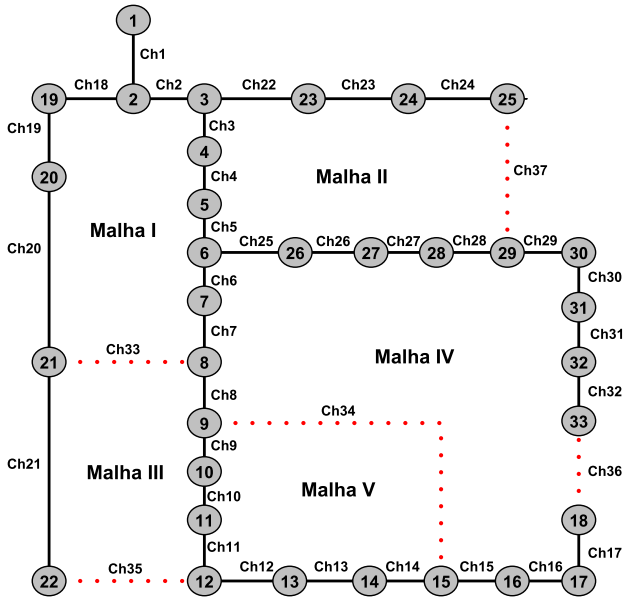 1
Ch1
Ch18 Ch2 Ch22 Ch23 Ch24
19 2 3 23 24 25
Ch19 Ch3
4
20 Ch4 Malha II Ch37
5
Malha I Ch5
Ch20 Ch25 Ch26 Ch27 Ch28 Ch29
6 26 27 28 29 30
Ch6 Ch30
7 31
Ch7 Ch31
Ch33 Malha IV
21 8 32
Ch8 Ch32
Ch34
9 33
Ch9
Ch21 Malha III 10 Ch36
Ch10 Malha V
11 18
Ch11 Ch17
Ch35 Ch12 Ch13 Ch14 Ch15 Ch16
22 12 13 14 15 16 17